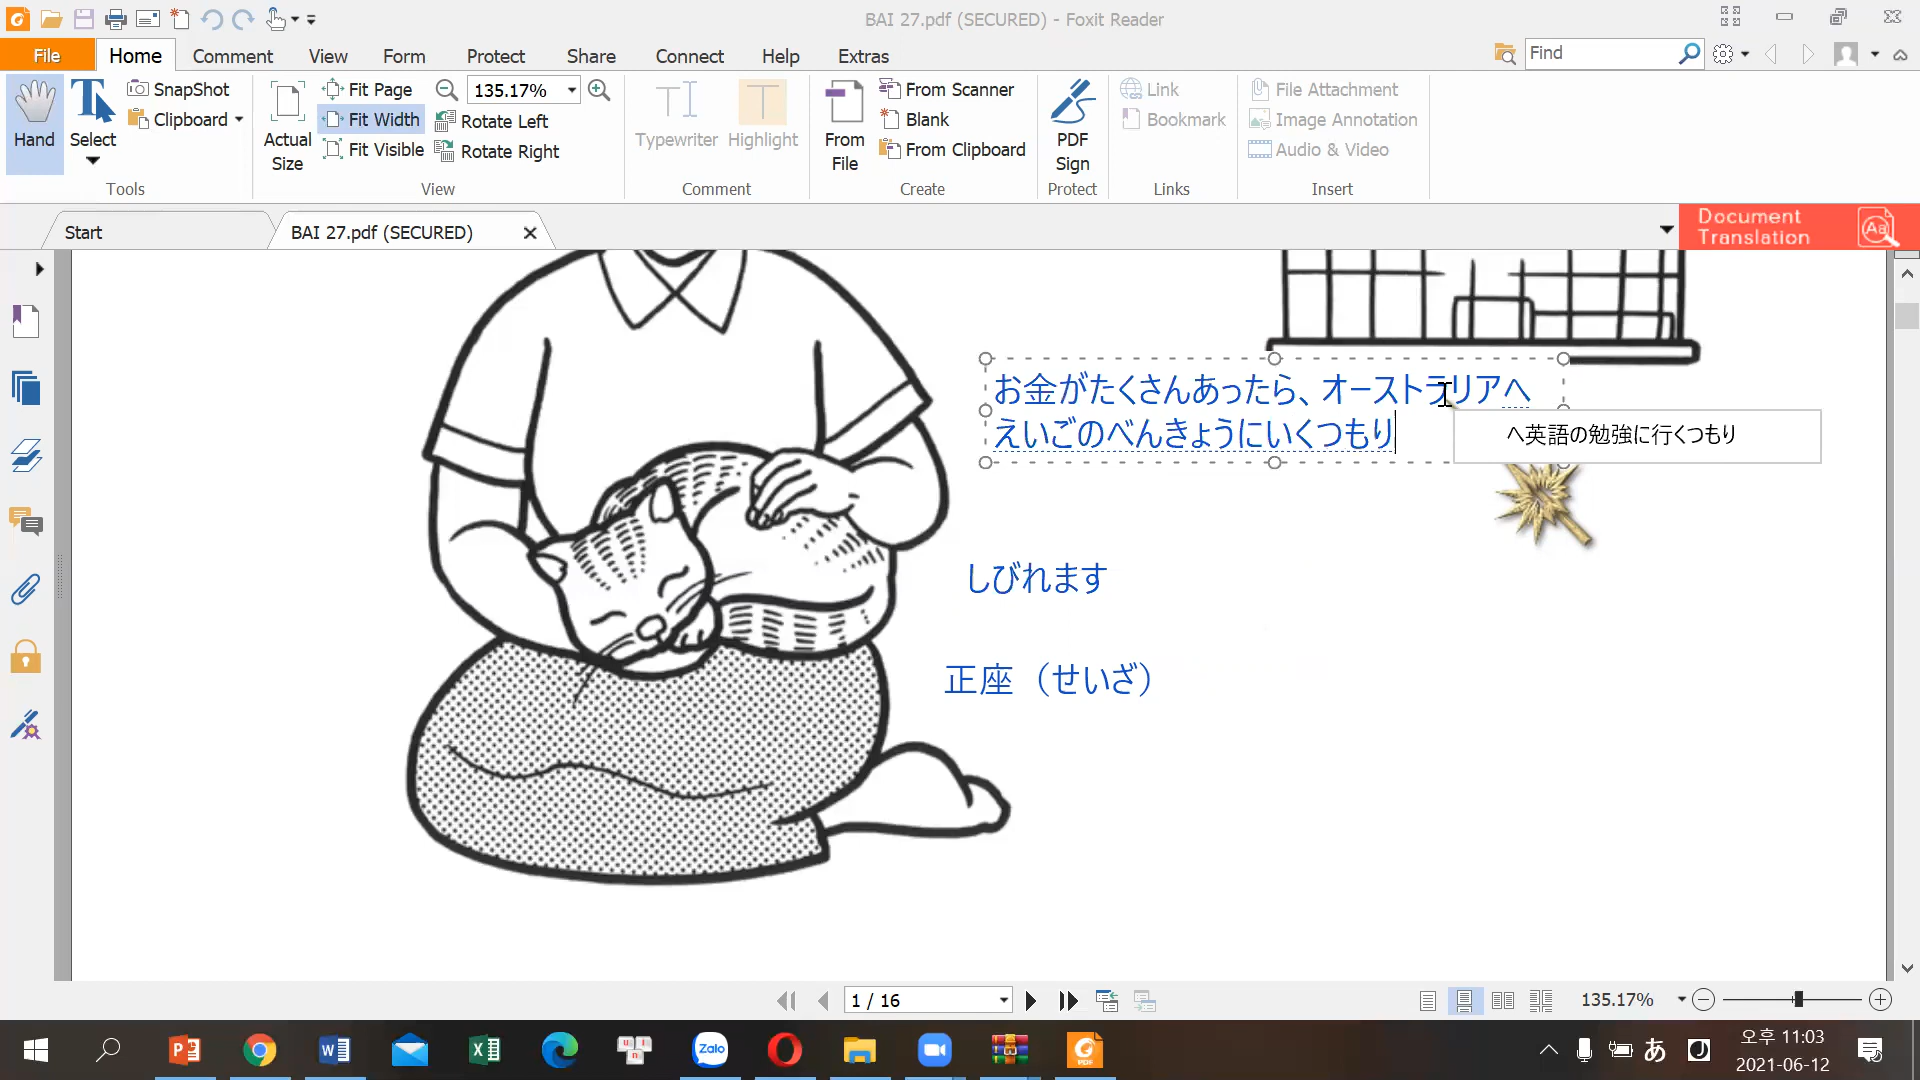 BAI 27.pdf (SECURED) - Foxit Reader
File Home Comment View Form Protect Share Connect Help Extras
Find
Hand
Select
SnapShot
Clipboard
Tools
Actual Size
Fit Page
Fit Width
Fit Visible
135.17%
Rotate Left
Rotate Right
View
Typewriter
Highlight
Comment
From File
From Scanner
Blank
From Clipboard
Create
PDF Sign
Protect
Link
Bookmark
Links
File Attachment
Image Annotation
Audio & Video
Insert
Start
BAI 27.pdf (SECURED)
Document Translation
お金がたくさんあったら、オーストラリアへ
えいごのべんきょうにいくつもり
へ英語の勉強に行くつもり
しびれます
正座（せいざ）
1 / 16
135.17%
Zalo
あ
오후 11:03
2021-06-12